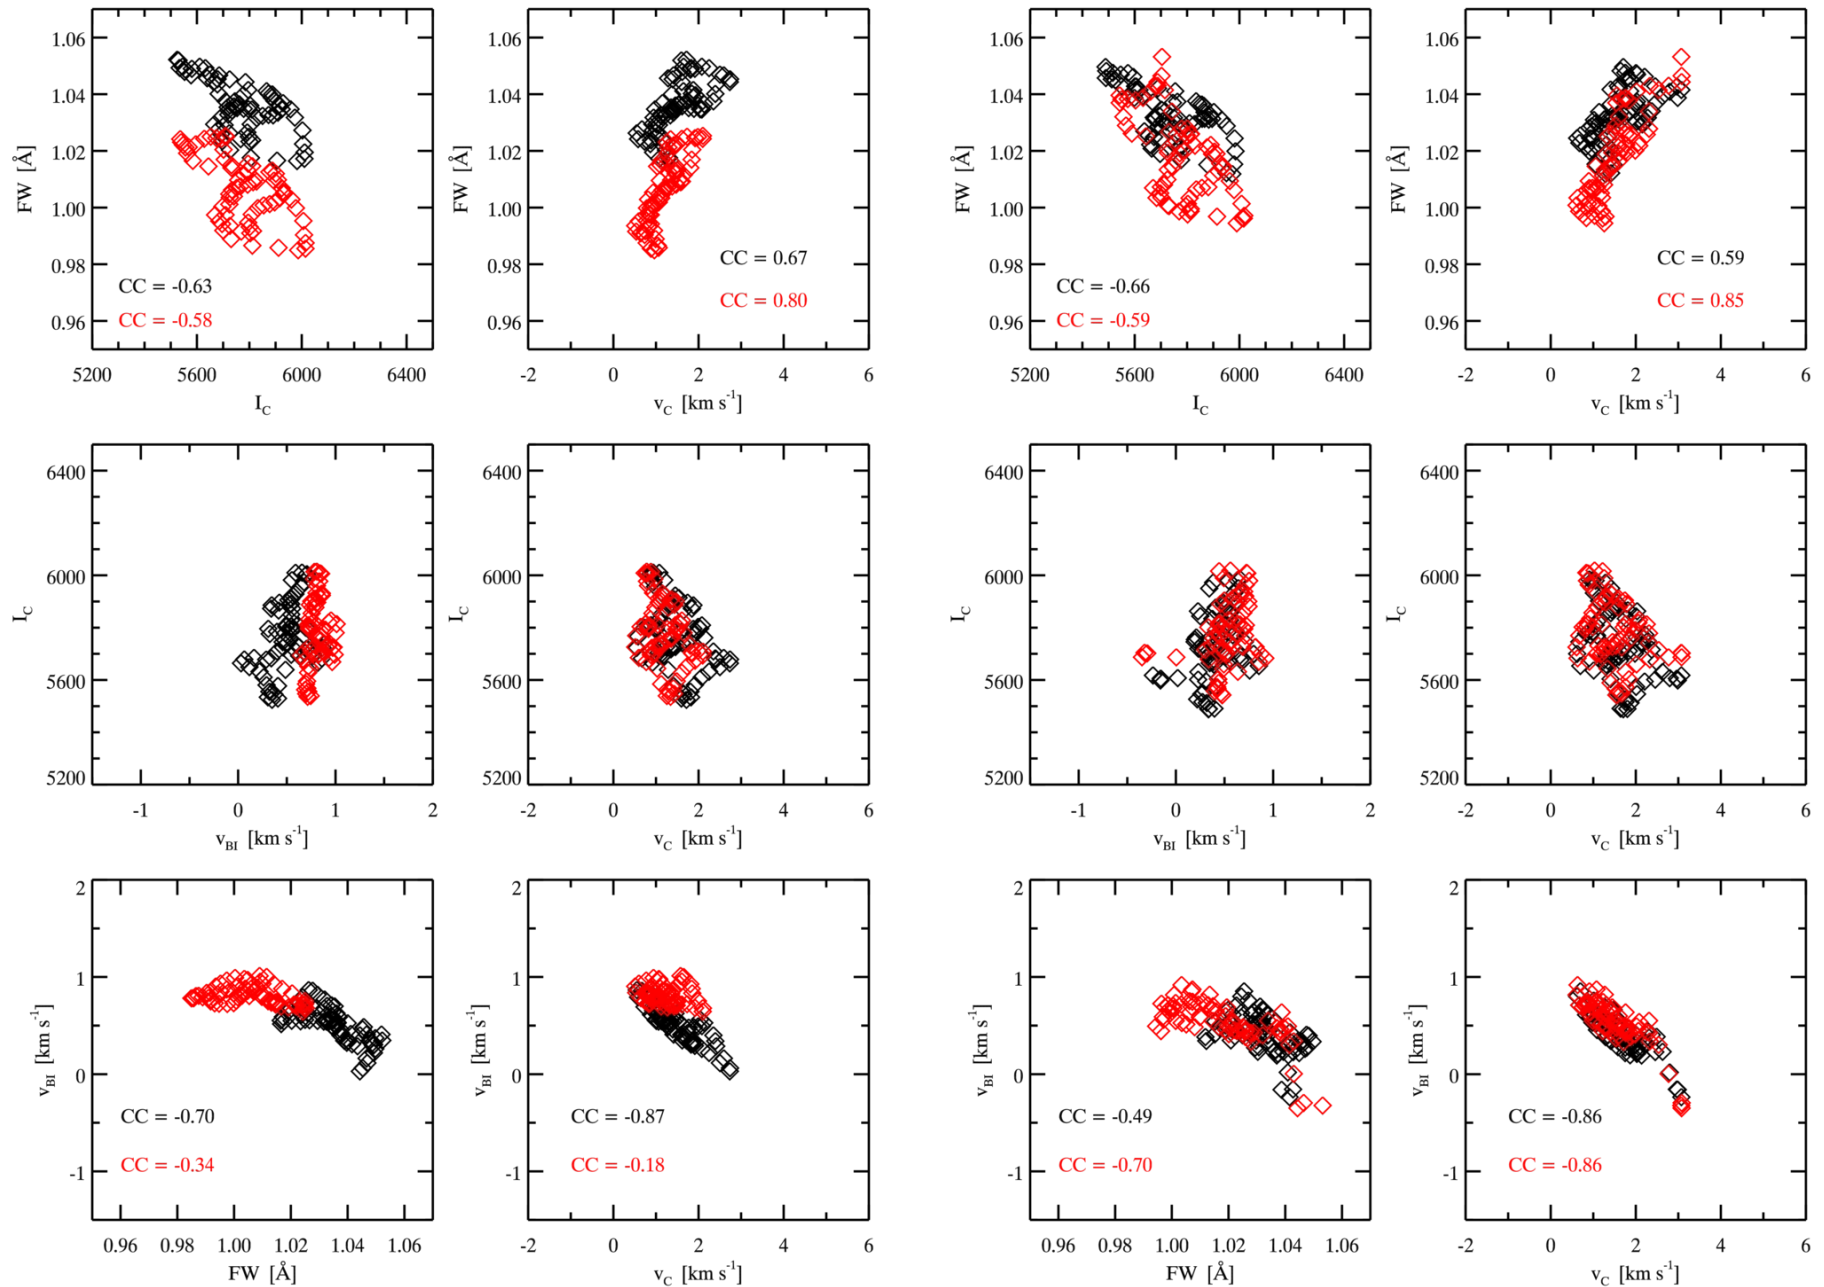 1.06
1.04
1.02
1.00
0.98
0.96
FW [Å]
CC = -0.63
CC = -0.58
5200 5600 6000 6400
I_C
1.06
1.04
1.02
1.00
0.98
0.96
FW [Å]
CC = 0.67
CC = 0.80
-2 0 2 4 6
v_C [km s⁻¹]
1.06
1.04
1.02
1.00
0.98
0.96
FW [Å]
CC = -0.66
CC = -0.59
5200 5600 6000 6400
I_C
1.06
1.04
1.02
1.00
0.98
0.96
FW [Å]
CC = 0.59
CC = 0.85
-2 0 2 4 6
v_C [km s⁻¹]
6400
6000
5600
5200
I_C
-1 0 1 2
v_BI [km s⁻¹]
6400
6000
5600
5200
I_C
-2 0 2 4 6
v_C [km s⁻¹]
6400
6000
5600
5200
I_C
-1 0 1 2
v_BI [km s⁻¹]
6400
6000
5600
5200
I_C
-2 0 2 4 6
v_C [km s⁻¹]
2
1
0
-1
v_BI [km s⁻¹]
CC = -0.70
CC = -0.34
0.96 0.98 1.00 1.02 1.04 1.06
FW [Å]
2
1
0
-1
v_BI [km s⁻¹]
CC = -0.87
CC = -0.18
-2 0 2 4 6
v_C [km s⁻¹]
2
1
0
-1
v_BI [km s⁻¹]
CC = -0.49
CC = -0.70
0.96 0.98 1.00 1.02 1.04 1.06
FW [Å]
2
1
0
-1
v_BI [km s⁻¹]
CC = -0.86
CC = -0.86
-2 0 2 4 6
v_C [km s⁻¹]